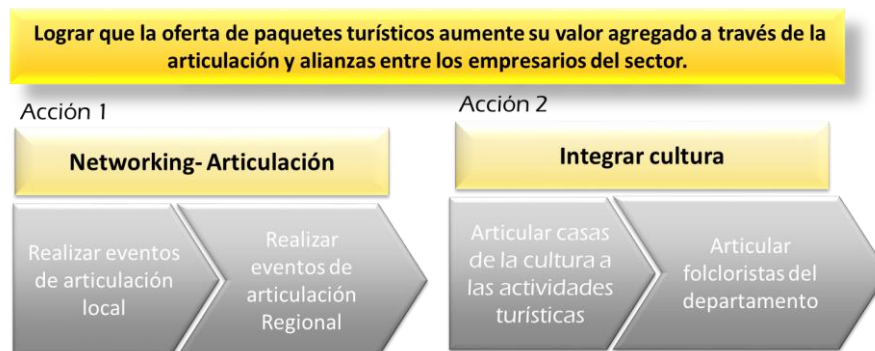 Lograr que la oferta de paquetes turísticos aumente su valor agregado a través de la
articulación y alianzas entre los empresarios del sector.
Acción 1
Networking- Articulación
Realizar eventos
de articulación
local
Realizar
eventos de
articulación
Regional
Acción 2
Integrar cultura
Articular casas
de la cultura a
las actividades
turísticas
Articular
folcloristas del
departamento